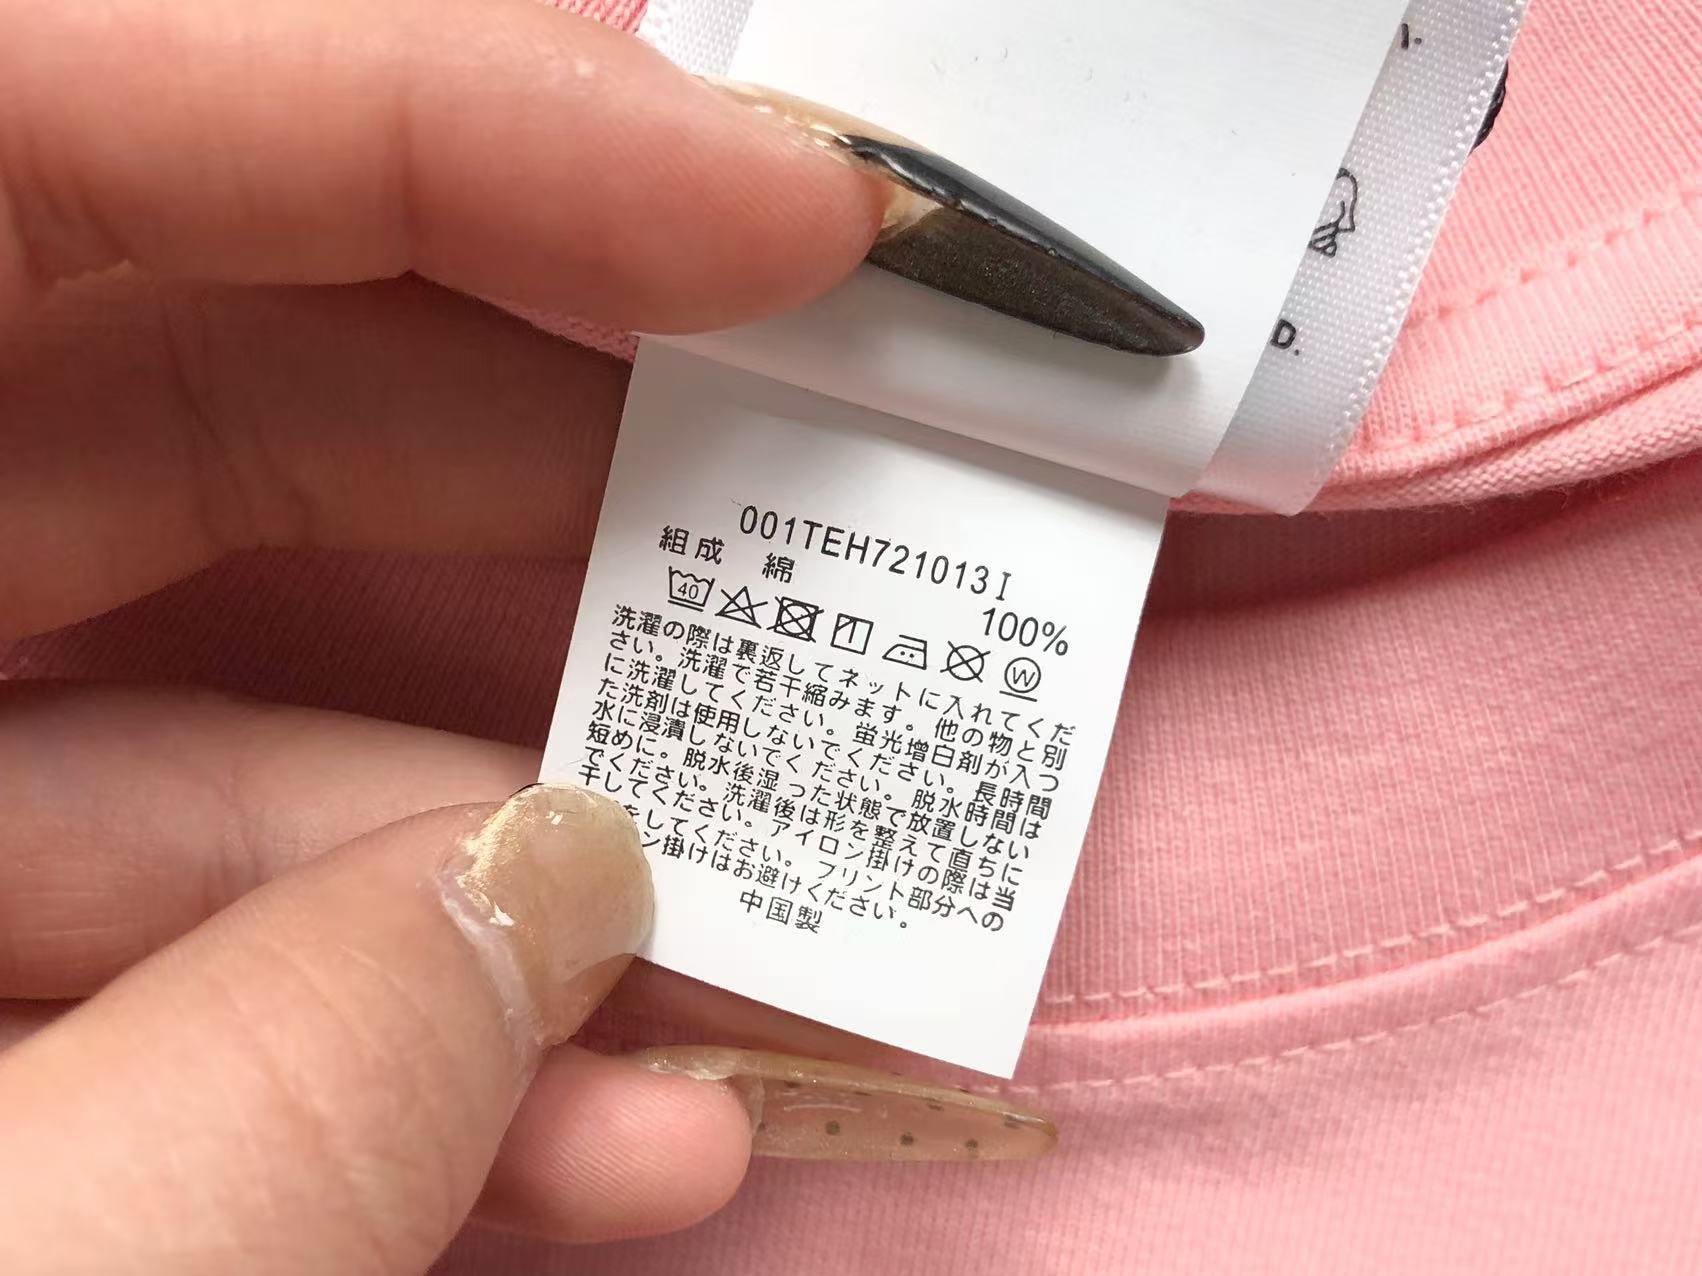 001TEH721013I
組成 綿 100%
40
W
洗濯の際は裏返してネットに入れてくだ
さい。洗濯で若干縮みます。他の物と別
に洗濯してください。蛍光増白剤が入つ
た洗剤は使用しないでください。長時間
水に浸漬しないでください。脱水時間は
短めに。脱水後湿った状態で放置しない
でください。洗濯後は形を整えて直ちに
干してください。アイロン掛けの際は当
をしてください。プリント部分への
ン掛けはお避けください。
中国製
D.